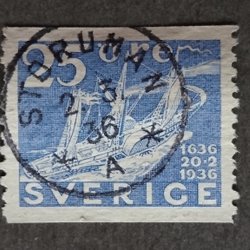 25 öre
STORUMAN
2 3
36
A
1636
20·2
1936
SVERIGE